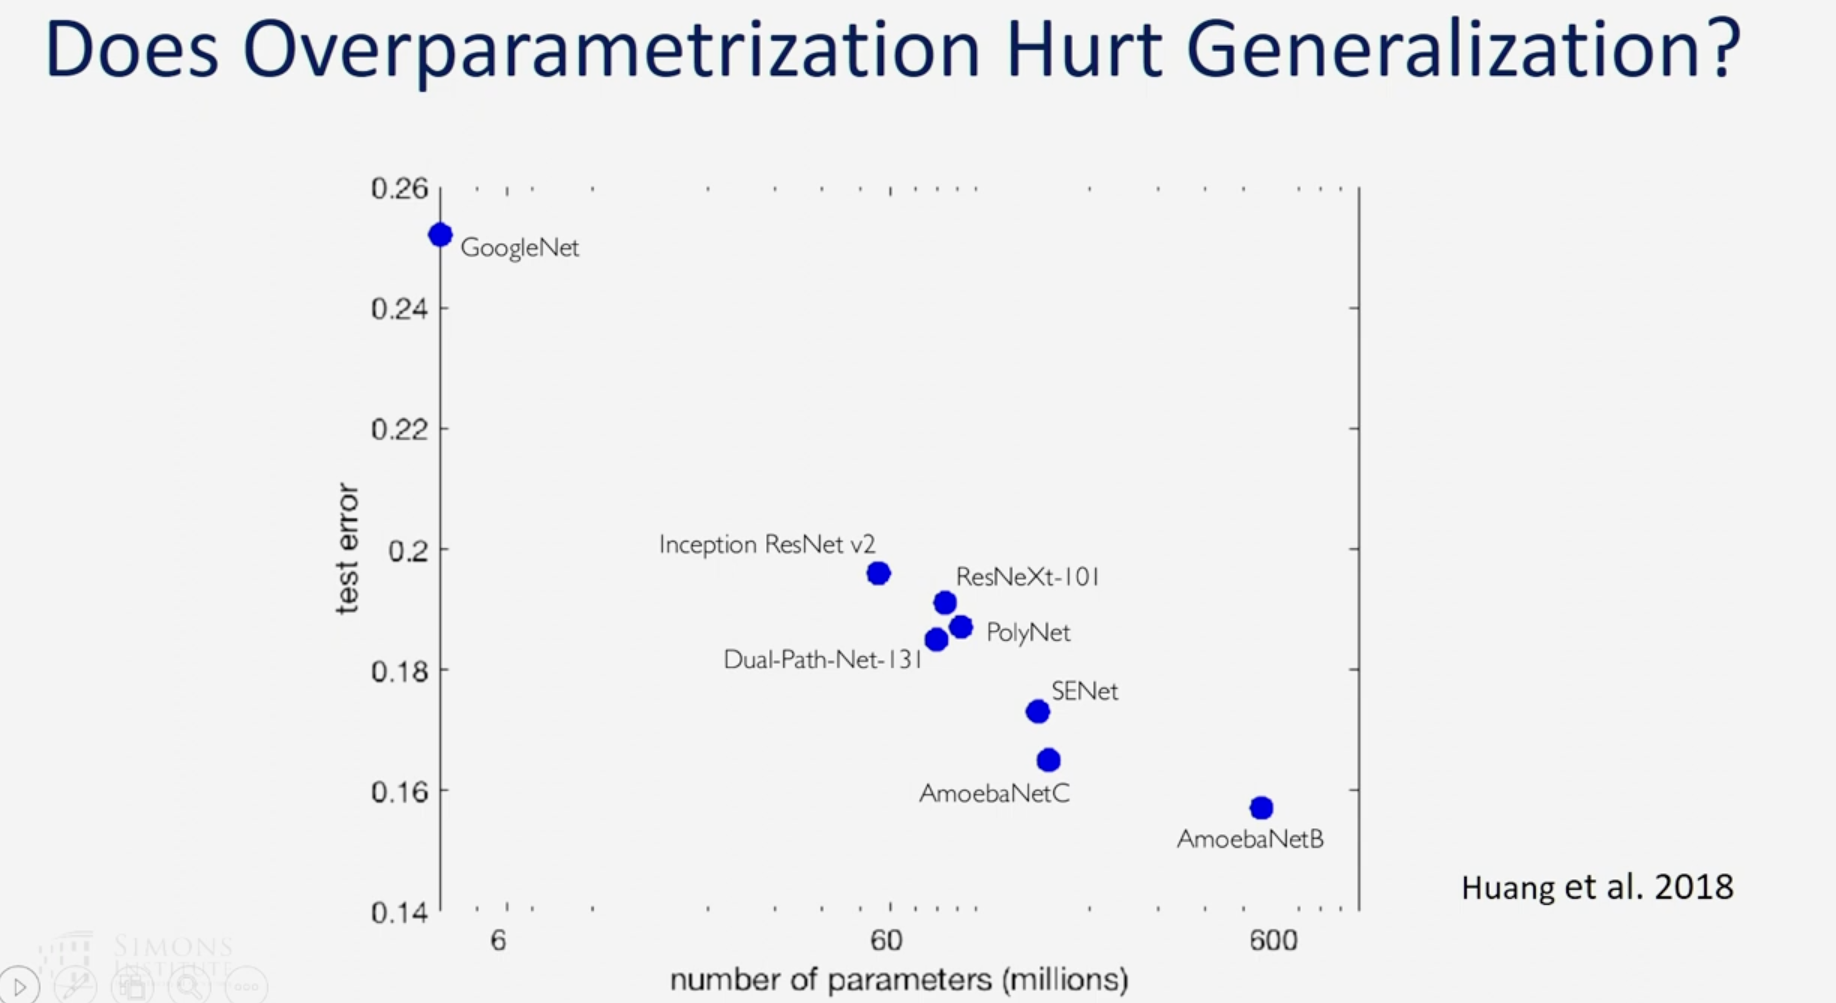 Does Overparametrization Hurt Generalization?
0.26
GoogleNet
0.24
0.22
test error
0.2
Inception ResNet v2
ResNeXt-101
PolyNet
Dual-Path-Net-131
0.18
SENet
AmoebaNetC
0.16
AmoebaNetB
Huang et al. 2018
0.14
6
60
600
number of parameters (millions)
SIMONS
INSTITUTE